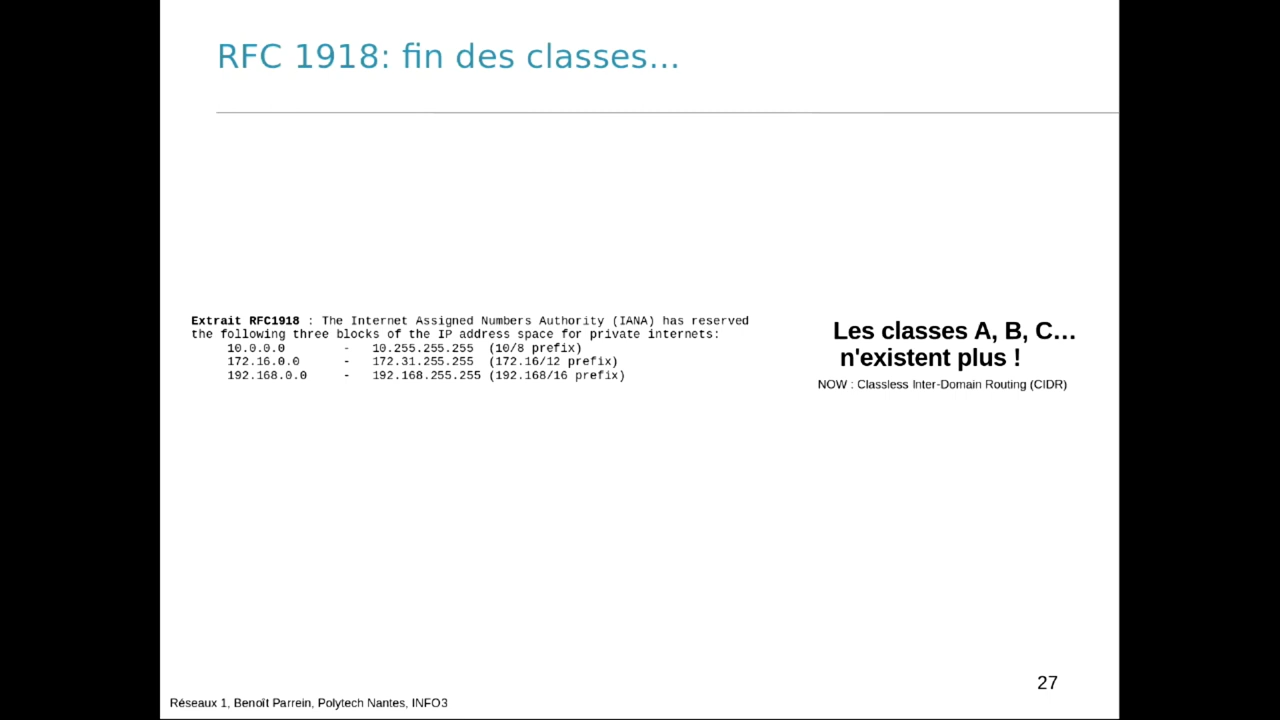 RFC 1918: fin des classes...
Extrait RFC1918 : The Internet Assigned Numbers Authority (IANA) has reserved
the following three blocks of the IP address space for private internets:
10.0.0.0 - 10.255.255.255 (10/8 prefix)
172.16.0.0 - 172.31.255.255 (172.16/12 prefix)
192.168.0.0 - 192.168.255.255 (192.168/16 prefix)
Les classes A, B, C...
n'existent plus !
NOW : Classless Inter-Domain Routing (CIDR)
27
Réseaux 1, Benoît Parrein, Polytech Nantes, INFO3